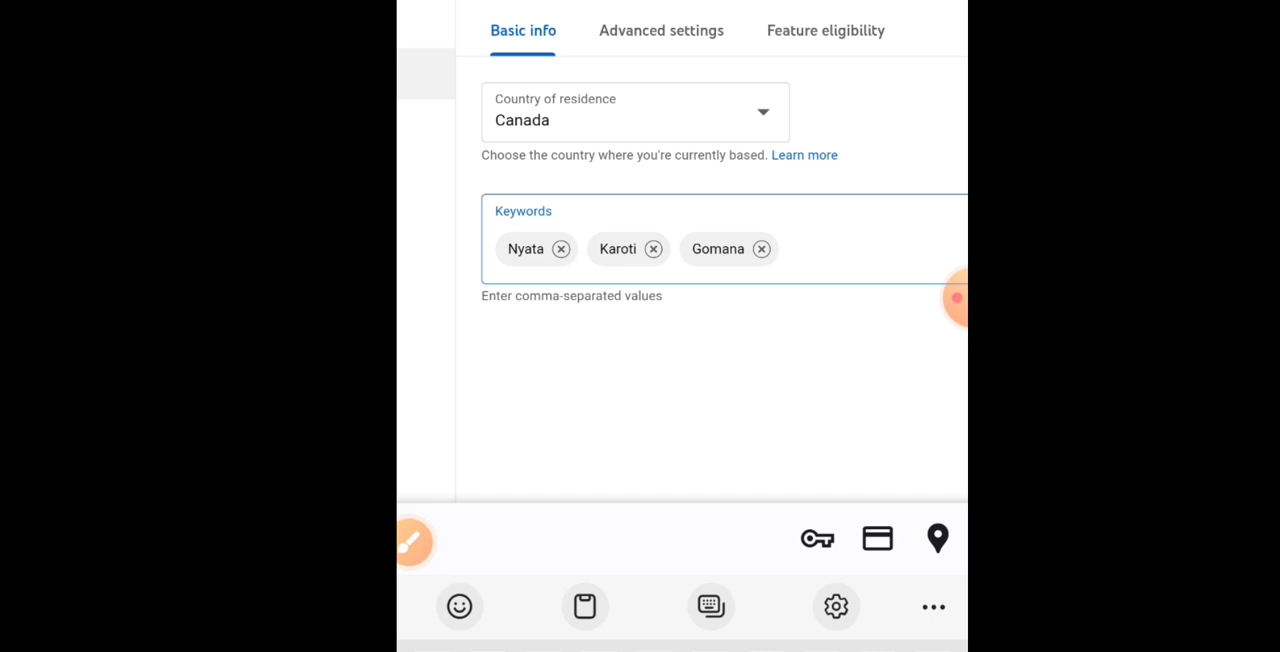 Basic info Advanced settings Feature eligibility
Country of residence
Canada
Choose the country where you're currently based. Learn more
Keywords
Nyata Karoti Gomana
Enter comma-separated values